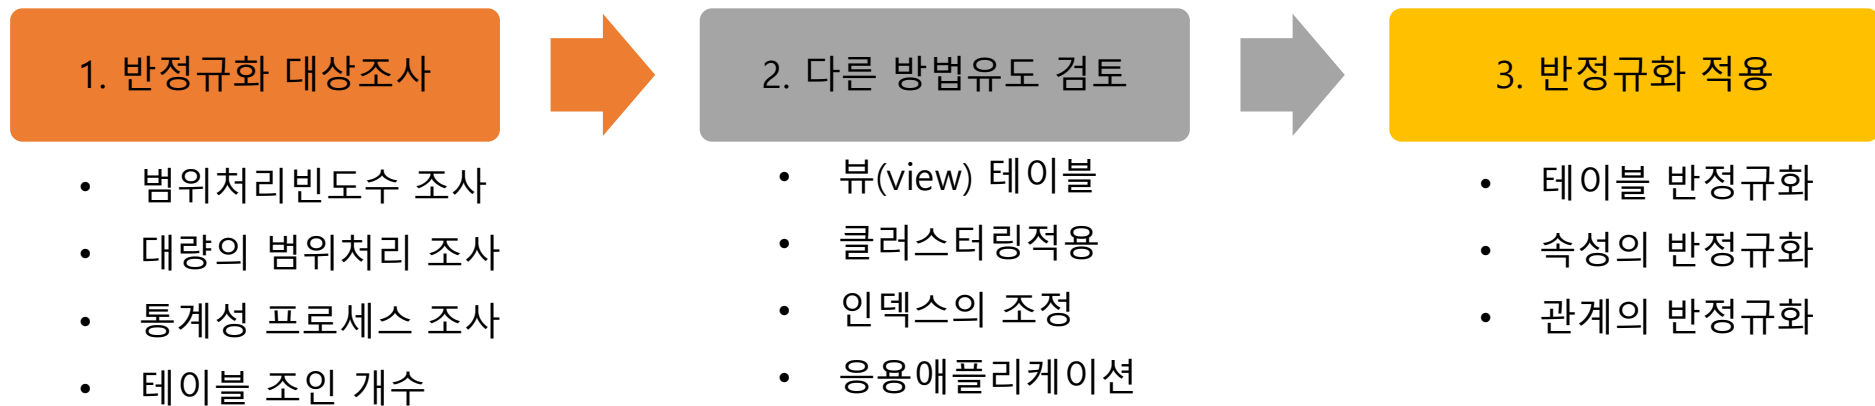 1. 반정규화 대상조사
• 범위처리빈도수 조사
• 대량의 범위처리 조사
• 통계성 프로세스 조사
• 테이블 조인 개수
2. 다른 방법유도 검토
• 뷰(view) 테이블
• 클러스터링적용
• 인덱스의 조정
• 응용애플리케이션
3. 반정규화 적용
• 테이블 반정규화
• 속성의 반정규화
• 관계의 반정규화